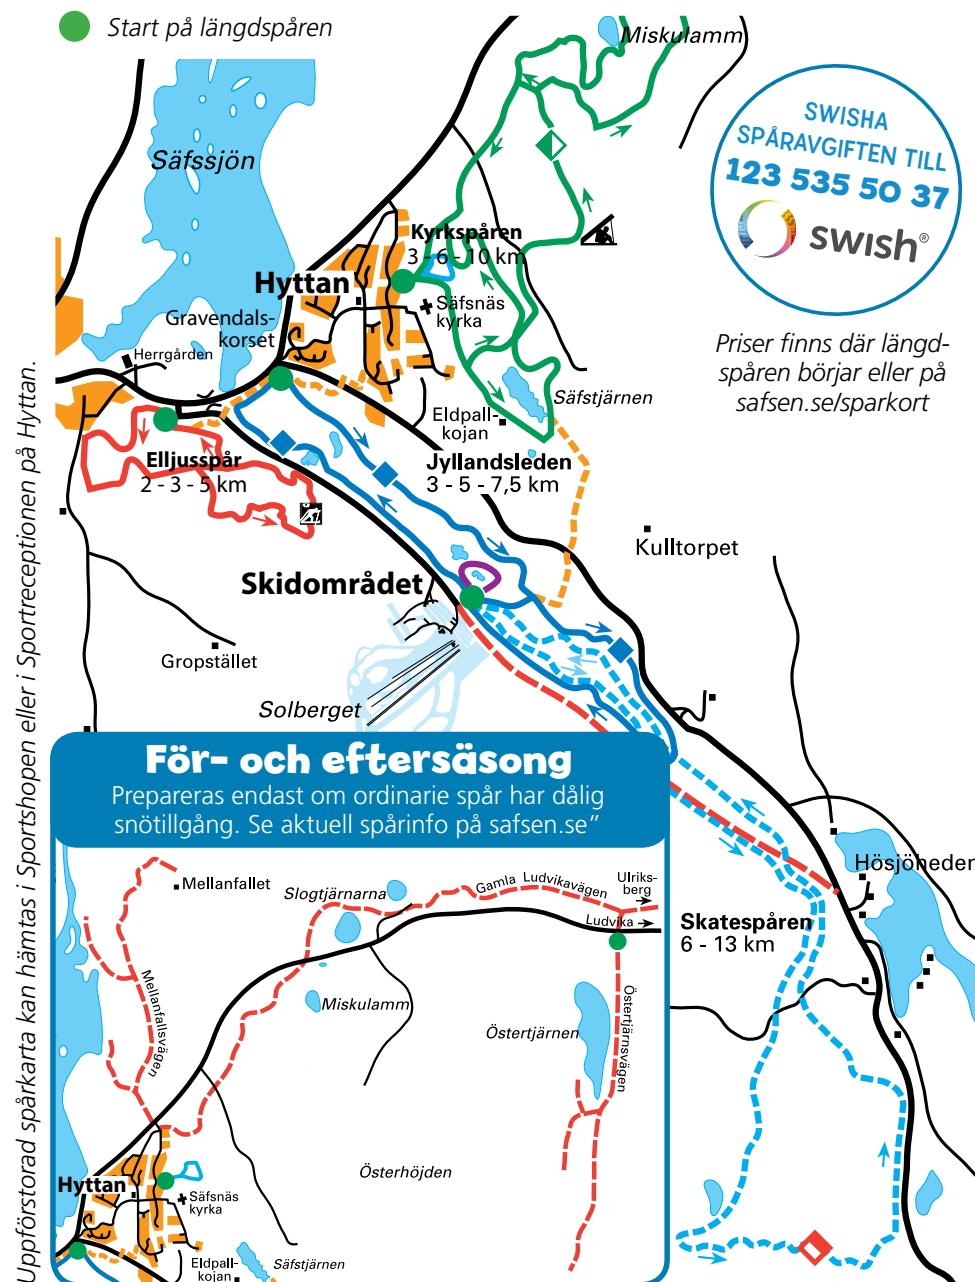 Start på längdspåren
Miskulamm
Säfssjön
SWISHA
SPÅRAVGIFTEN TILL
123 535 50 37
swish®
Kyrkspåren
3 - 6 - 10 km
Hyttan
Säfsnäs
kyrka
Gravendals-
korset
Herrgården
Priser finns där längd-
spåren börjar eller på
safsen.se/sparkort
Säfstjärnen
Eldpall-
kojan
Elljusspår
2 - 3 - 5 km
Jyllandsleden
3 - 5 - 7,5 km
Kulltorpet
Skidområdet
Gropstället
Solberget
Uppförstorad spårkarta kan hämtas i Sportshopen eller i Sportreceptionen på Hyttan.
För- och eftersäsong
Prepareras endast om ordinarie spår har dålig
snötillgång. Se aktuell spårinfo på safsen.se”
Hösjöheden
Skatespåren
6 - 13 km
Mellanfallet
Slogtjärnarna
Gamla Ludvikavägen
Ulriks-
berg
Ludvika
Mellanfallsvägen
Miskulamm
Östertjärnen
Östertjärnsvägen
Österhöjden
Hyttan
Säfsnäs
kyrka
Eldpall-
kojan
Säfstjärnen